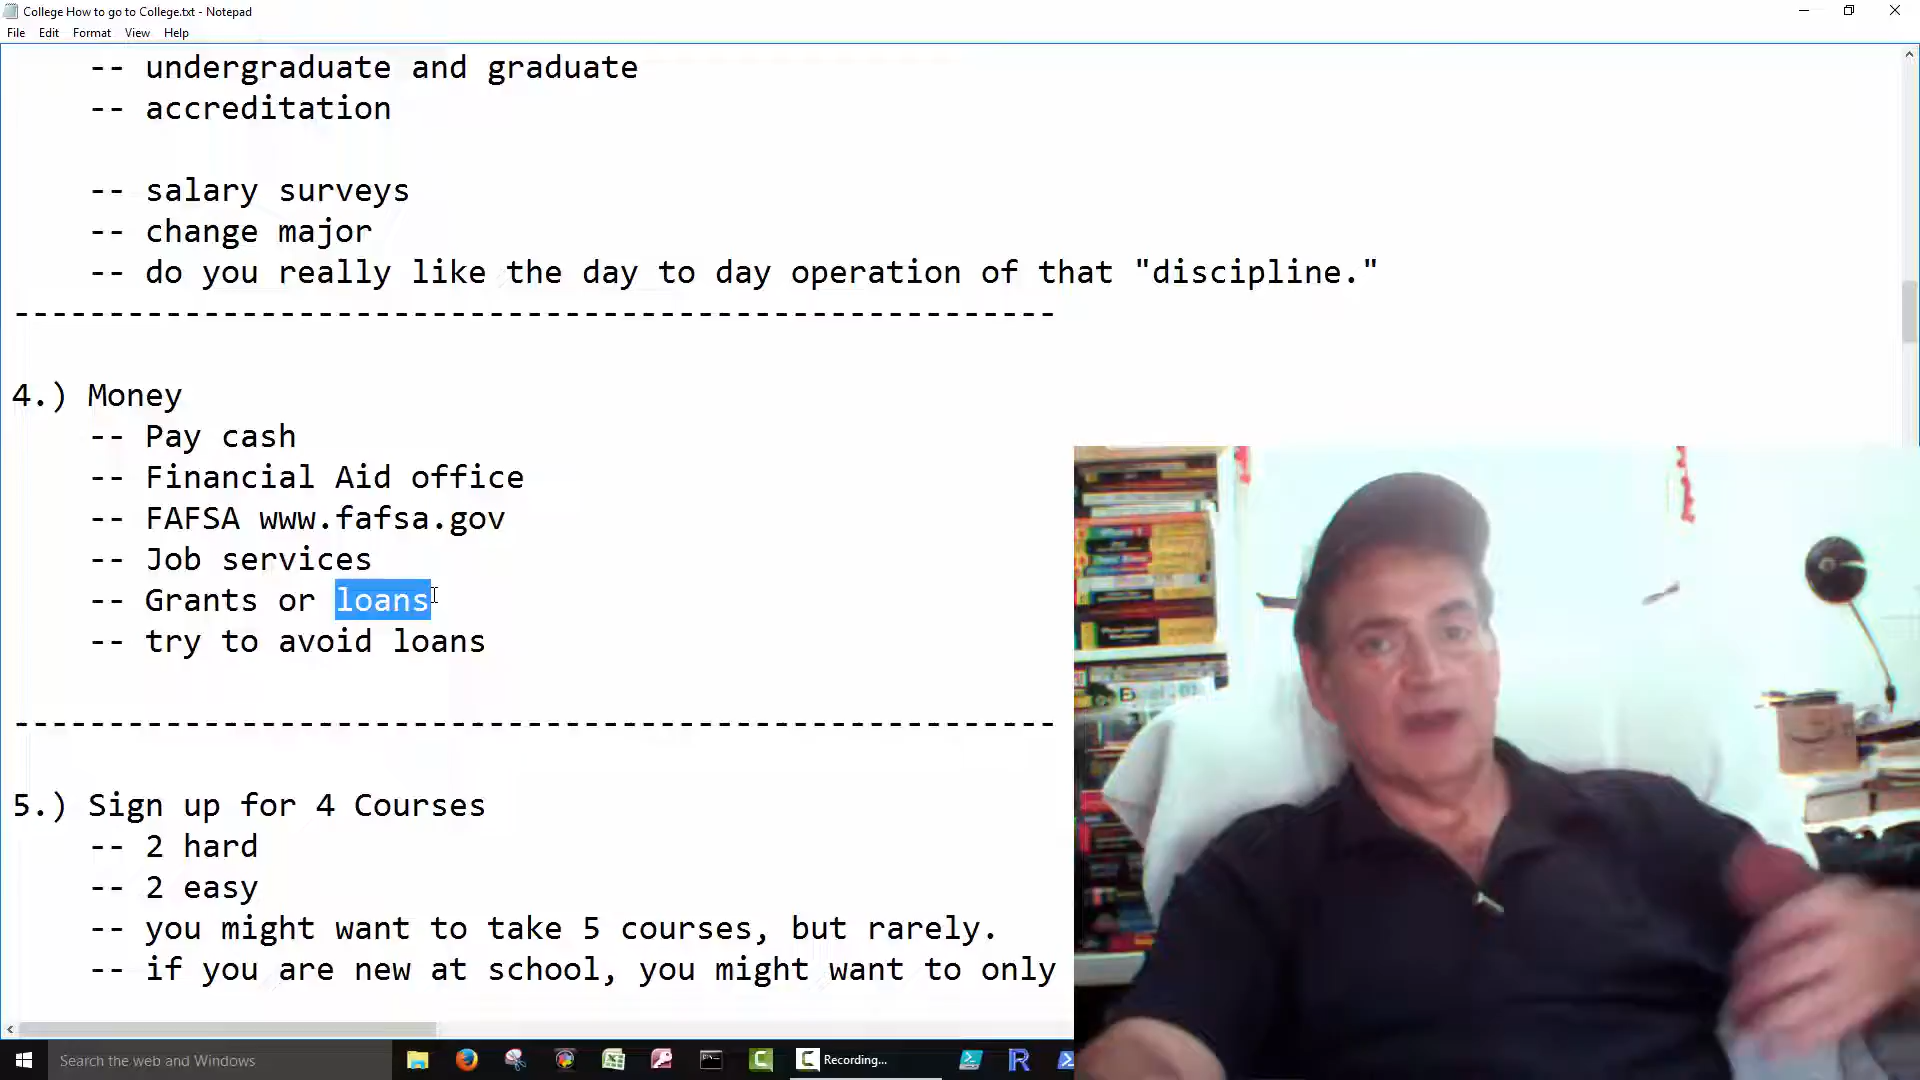 College How to go to College.txt - Notepad
File Edit Format View Help
-- undergraduate and graduate
-- accreditation
-- salary surveys
-- change major
-- do you really like the day to day operation of that "discipline."
-------------------------------------------------------
4.) Money
-- Pay cash
-- Financial Aid office
-- FAFSA www.fafsa.gov
-- Job services
-- Grants or loans
-- try to avoid loans
-------------------------------------------------------
5.) Sign up for 4 Courses
-- 2 hard
-- 2 easy
-- you might want to take 5 courses, but rarely.
-- if you are new at school, you might want to only
Search the web and Windows
Recording...